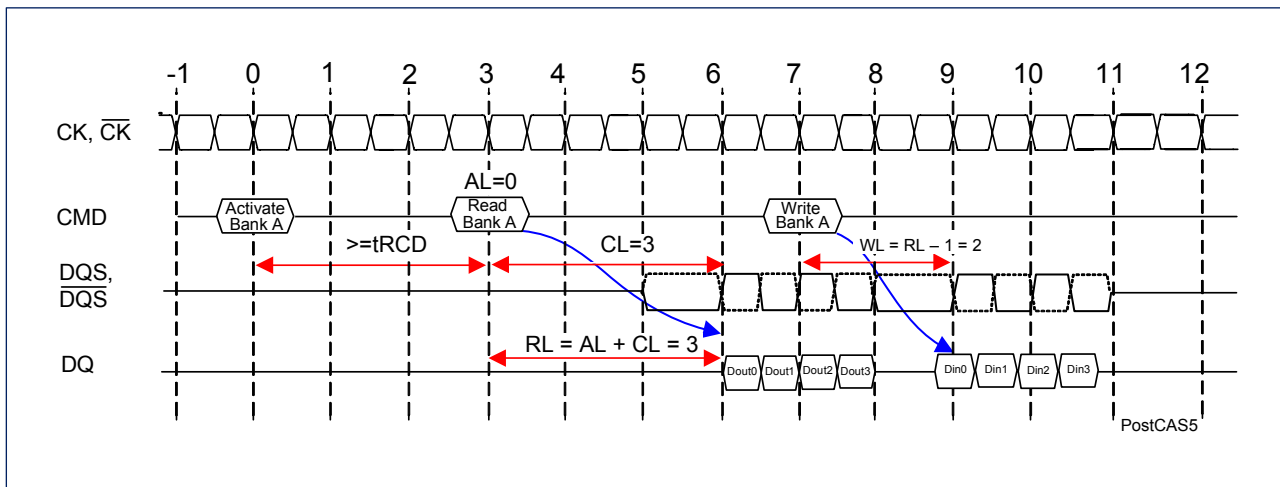 -1 0 1 2 3 4 5 6 7 8 9 10 11 12
CK, CK
AL=0
CMD
Activate
Bank A
Read
Bank A
Write
Bank A
>=tRCD
CL=3
WL = RL – 1 = 2
DQS,
DQS
RL = AL + CL = 3
DQ
Dout0 Dout1 Dout2 Dout3 Din0 Din1 Din2 Din3
PostCAS5